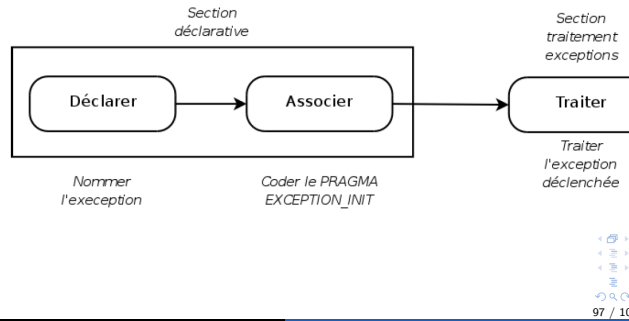 Section
déclarative
Section
traitement
exceptions
Déclarer
Associer
Traiter
Nommer
l'exeception
Coder le PRAGMA
EXCEPTION_INIT
Traiter
l'exception
déclenchée
97 / 10